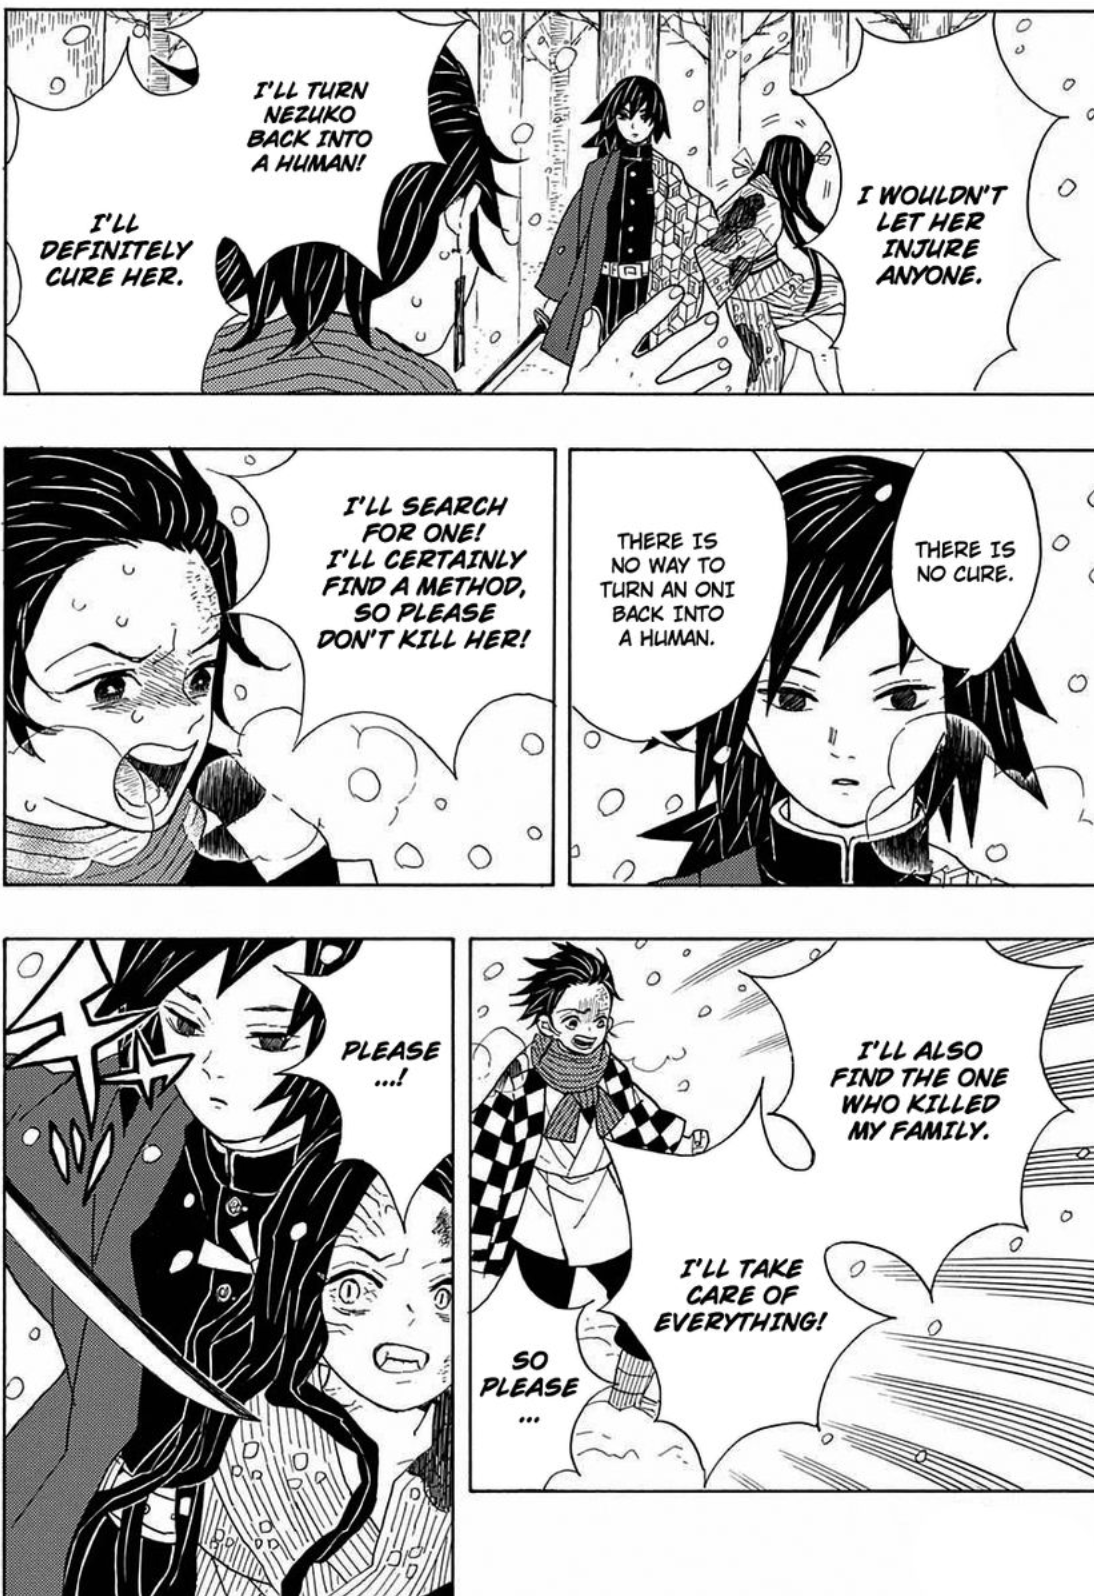 I WOULDN'T
LET HER
INJURE
ANYONE.
I'LL TURN
NEZUKO
BACK INTO
A HUMAN!
I'LL
DEFINITELY
CURE HER.
THERE IS
NO CURE.
THERE IS
NO WAY TO
TURN AN ONI
BACK INTO
A HUMAN.
I'LL SEARCH
FOR ONE!
I'LL CERTAINLY
FIND A METHOD,
SO PLEASE
DON'T KILL HER!
I'LL ALSO
FIND THE ONE
WHO KILLED
MY FAMILY.
I'LL TAKE
CARE OF
EVERYTHING!
SO
PLEASE
...
PLEASE
...!